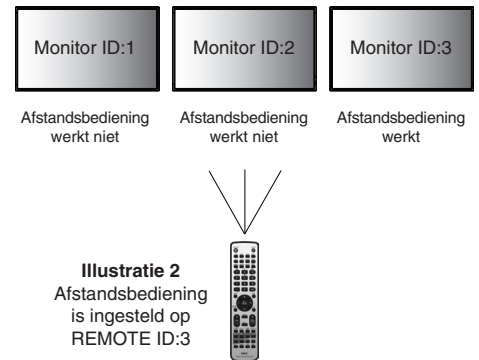 Monitor ID:1 Monitor ID:2 Monitor ID:3
Afstandsbediening Afstandsbediening Afstandsbediening
werkt niet werkt niet werkt
Illustratie 2
Afstandsbediening
is ingesteld op
REMOTE ID:3